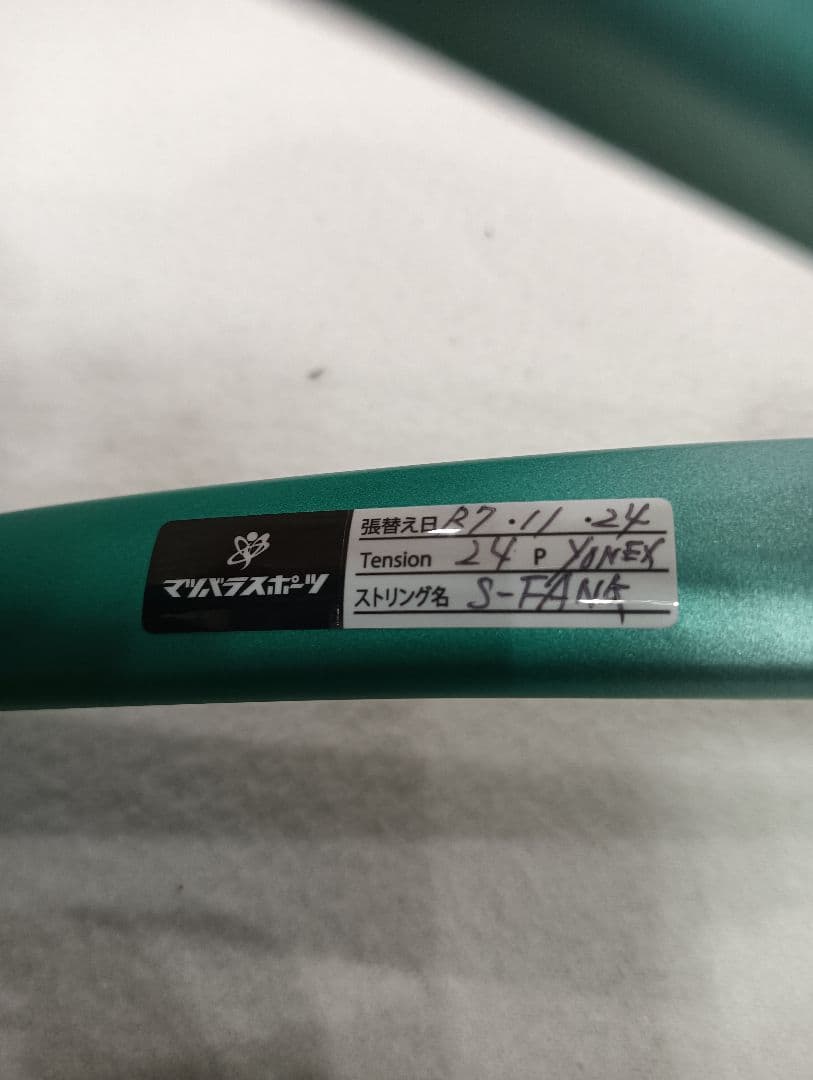 マツバラスポーツ
張替え日 R7・11・24
Tension 24 P YONEX
ストリング名 S-FANK